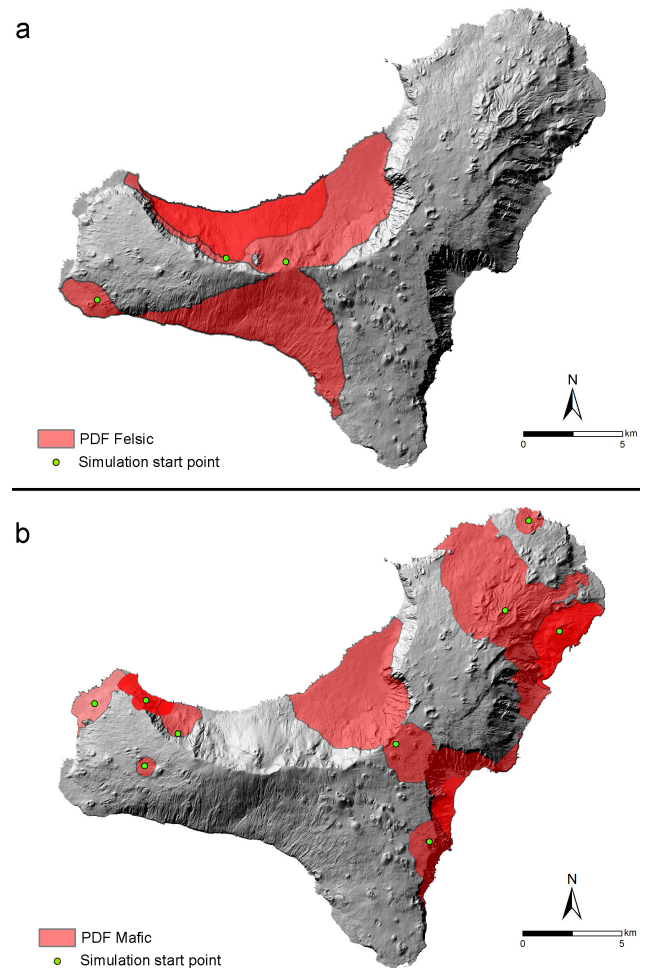 a
N
km
0 5
PDF Felsic
Simulation start point
b
N
km
0 5
PDF Mafic
Simulation start point